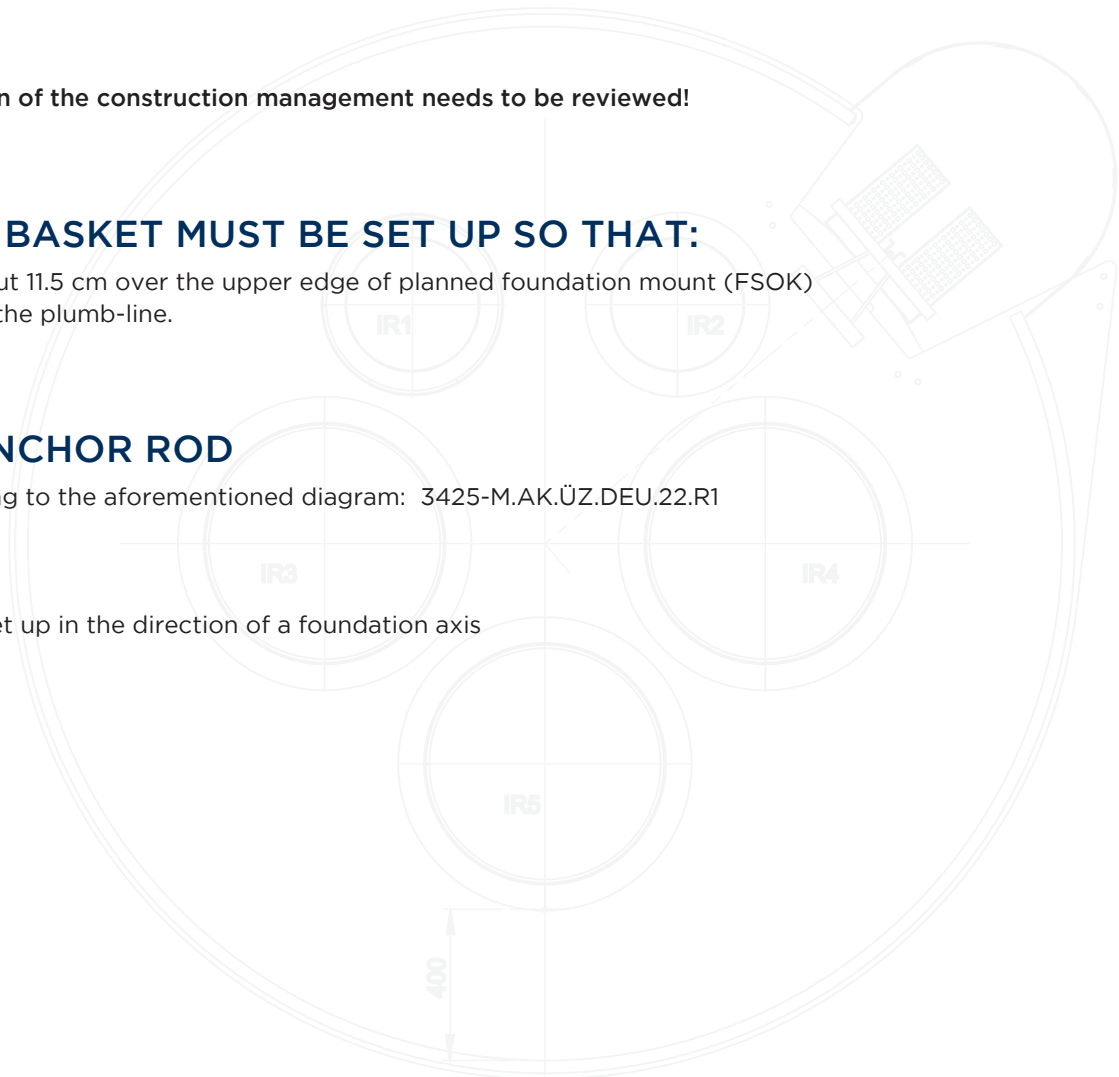 n of the construction management needs to be reviewed!
BASKET MUST BE SET UP SO THAT:
ut 11.5 cm over the upper edge of planned foundation mount (FSOK)
the plumb-line.
IR1 IR2
NCHOR ROD
ng to the aforementioned diagram: 3425-M.AK.ÜZ.DEU.22.R1
IR3 IR4
et up in the direction of a foundation axis
IR5
400